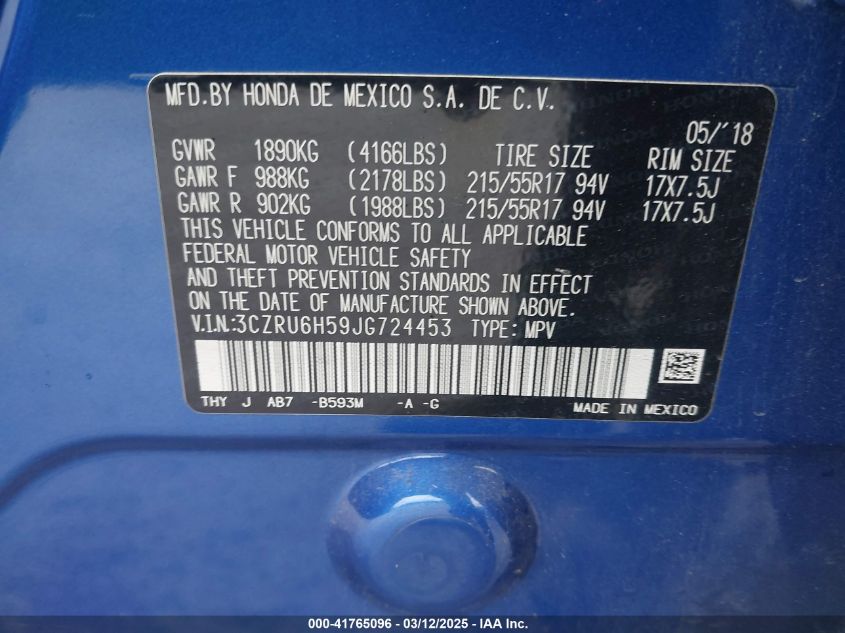 MFD.BY HONDA DE MEXICO S.A. DE C.V.
05/'18
GVWR 1890KG (4166LBS) TIRE SIZE RIM SIZE
GAWR F 988KG (2178LBS) 215/55R17 94V 17X7.5J
GAWR R 902KG (1988LBS) 215/55R17 94V 17X7.5J
THIS VEHICLE CONFORMS TO ALL APPLICABLE
FEDERAL MOTOR VEHICLE SAFETY
AND THEFT PREVENTION STANDARDS IN EFFECT
ON THE DATE OF MANUFACTURE SHOWN ABOVE.
V.I.N.:3CZRU6H59JG724453 TYPE: MPV
THY J AB7 -B593M -A -G MADE IN MEXICO
000-41765096 - 03/12/2025 - IAA Inc.